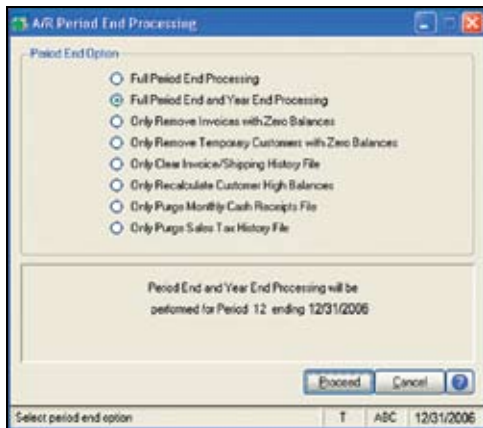 A/R Period End Processing
Period End Option
Full Period End Processing
Full Period End and Year End Processing
Only Remove Invoices with Zero Balances
Only Remove Temporary Customers with Zero Balances
Only Clear Invoice/Shipping History File
Only Recalculate Customer High Balances
Only Purge Monthly Cash Receipts File
Only Purge Sales Tax History File
Period End and Year End Processing will be
performed for Period 12 ending 12/31/2006
Proceed Cancel ?
Select period end option T ABC 12/31/2006